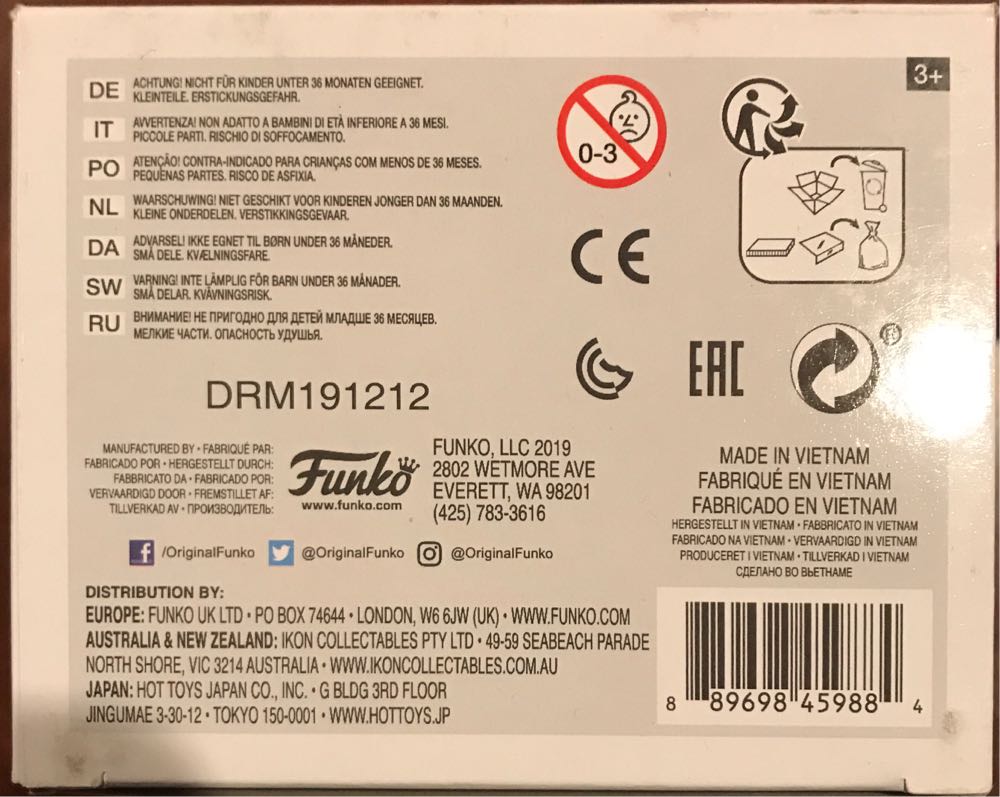 3+
DE ACHTUNG! NICHT FÜR KINDER UNTER 36 MONATEN GEEIGNET.
KLEINTEILE. ERSTICKUNGSGEFAHR.
IT AVVERTENZA! NON ADATTO A BAMBINI DI ETÀ INFERIORE A 36 MESI.
PICCOLE PARTI. RISCHIO DI SOFFOCAMENTO.
PO ATENÇÃO! CONTRA-INDICADO PARA CRIANÇAS COM MENOS DE 36 MESES.
PEQUENAS PARTES. RISCO DE ASFIXIA.
NL WAARSCHUWING! NIET GESCHIKT VOOR KINDEREN JONGER DAN 36 MAANDEN.
KLEINE ONDERDELEN. VERSTIKKINGSGEVAAR.
DA ADVARSEL! IKKE EGNET TIL BØRN UNDER 36 MÅNEDER.
SMÅ DELE. KVÆLNINGSFARE.
SW VARNING! INTE LÄMPLIG FÖR BARN UNDER 36 MÅNADER.
SMÅ DELAR. KVÄVNINGSRISK.
RU ВНИМАНИЕ! НЕ ПРИГОДНО ДЛЯ ДЕТЕЙ МЛАДШЕ 36 МЕСЯЦЕВ.
МЕЛКИЕ ЧАСТИ. ОПАСНОСТЬ УДУШЬЯ.
0-3
CE
EAC
®
DRM191212
MANUFACTURED BY • FABRIQUÉ PAR:
FABRICADO POR • HERGESTELLT DURCH:
FABBRICATO DA • FABRICADO POR:
VERVAARDIGD DOOR • FREMSTILLET AF:
TILLVERKAD AV • ПРОИЗВОДИТЕЛЬ:
Funko
www.funko.com
FUNKO, LLC 2019
2802 WETMORE AVE
EVERETT, WA 98201
(425) 783-3616
MADE IN VIETNAM
FABRIQUÉ EN VIETNAM
FABRICADO EN VIETNAM
HERGESTELLT IN VIETNAM • FABBRICATO IN VIETNAM
FABRICADO NA VIETNAM • VERVAARDIGD IN VIETNAM
PRODUCERET I VIETNAM • TILLVERKAD I VIETNAM
СДЕЛАНО ВО ВЬЕТНАМЕ
f /OriginalFunko @OriginalFunko @OriginalFunko
DISTRIBUTION BY:
EUROPE: FUNKO UK LTD • PO BOX 74644 • LONDON, W6 6JW (UK) • WWW.FUNKO.COM
AUSTRALIA & NEW ZEALAND: IKON COLLECTABLES PTY LTD • 49-59 SEABEACH PARADE
NORTH SHORE, VIC 3214 AUSTRALIA • WWW.IKONCOLLECTABLES.COM.AU
JAPAN: HOT TOYS JAPAN CO., INC. • G BLDG 3RD FLOOR
JINGUMAE 3-30-12 • TOKYO 150-0001 • WWW.HOTTOYS.JP
8 89698 45988 4